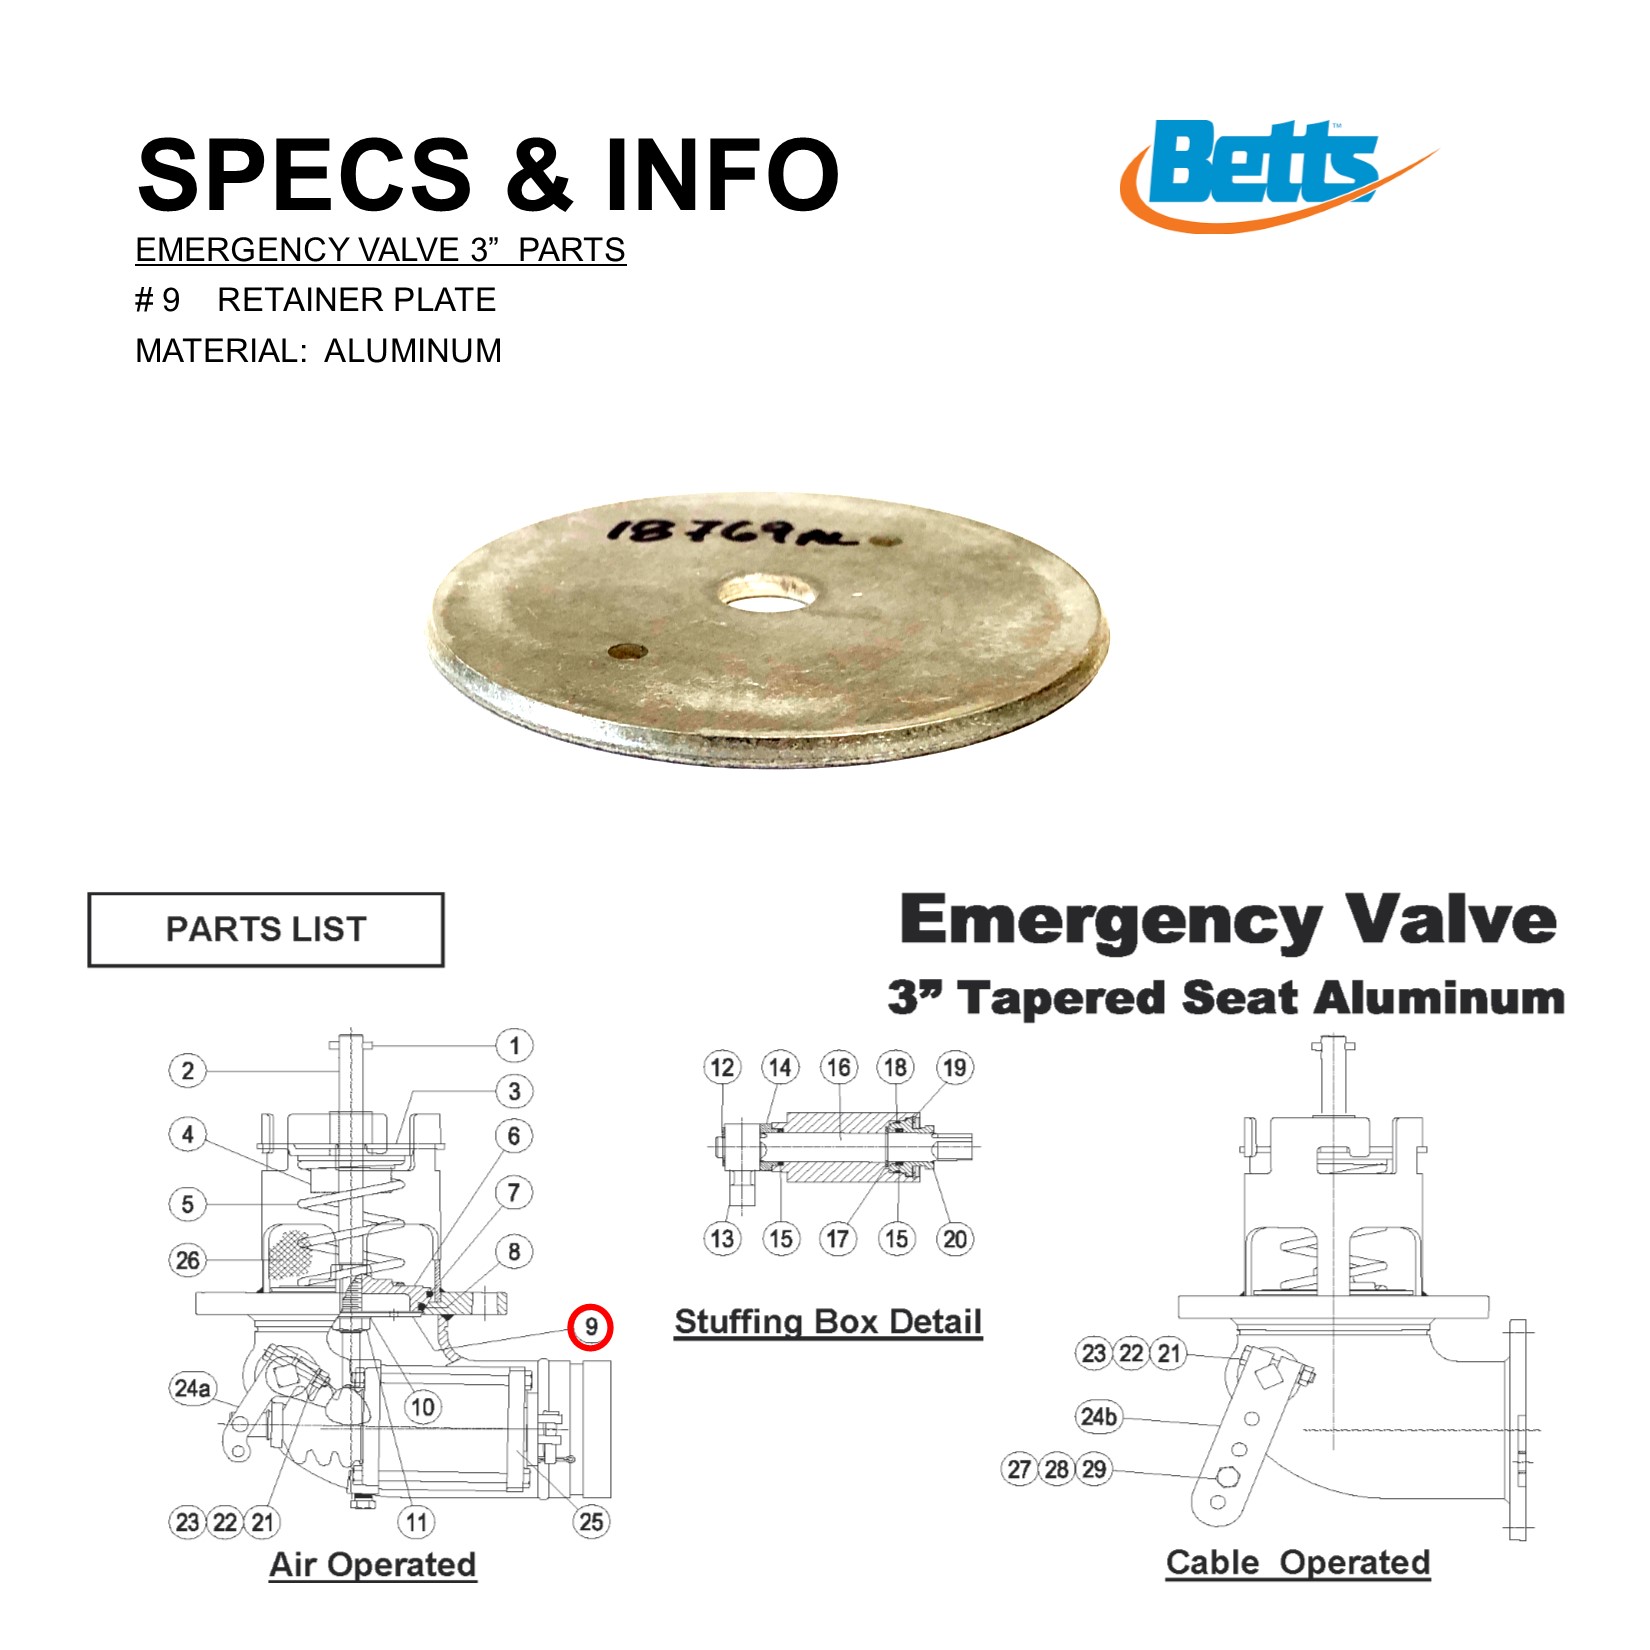 SPECS & INFO
Betts™
EMERGENCY VALVE 3”  PARTS
# 9    RETAINER PLATE
MATERIAL:  ALUMINUM
18769AL
PARTS LIST
Emergency Valve
3” Tapered Seat Aluminum
1
2
3
4
6
5
7
26
8
9
24a
10
23 22 21
11
25
Air Operated
12 14 16 18 19
13 15 17 15 20
Stuffing Box Detail
23 22 21
24b
27 28 29
Cable  Operated